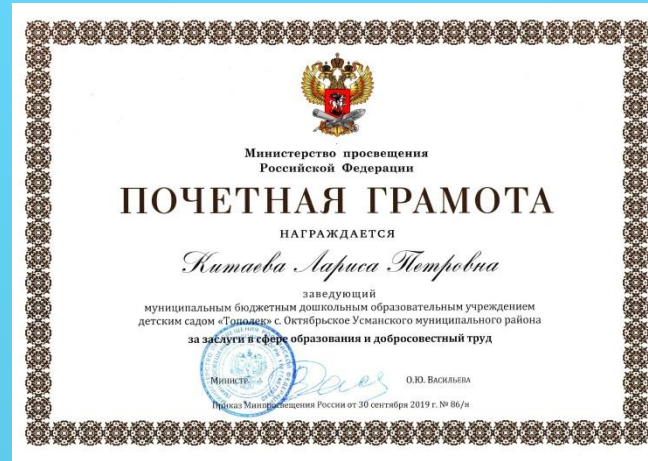 Министерство просвещения
Российской Федерации
ПОЧЕТНАЯ ГРАМОТА
НАГРАЖДАЕТСЯ
Китаева Лариса Петровна
заведующий
муниципальным бюджетным дошкольным образовательным учреждением
детским садом «Тополек» с. Октябрьское Усманского муниципального района
за заслуги в сфере образования и добросовестный труд
Министр О.Ю. Васильева
Приказ Минпросвещения России от 30 сентября 2019 г. № 86/н